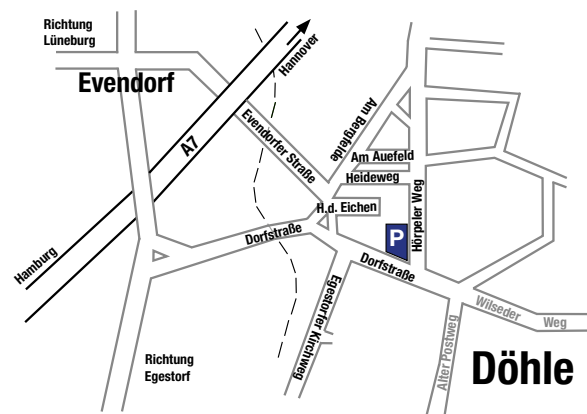 Richtung
Lüneburg
Evendorf
A7
Hannover
Hamburg
Evendorfer Straße
Am Bergfelde
Am Auefeld
Heideweg
H.d. Eichen
Hörpeler Weg
P
Dorfstraße
Dorfstraße
Egestorfer Kirchweg
Wilseder
Weg
Alter Postweg
Richtung
Egestorf
Döhle